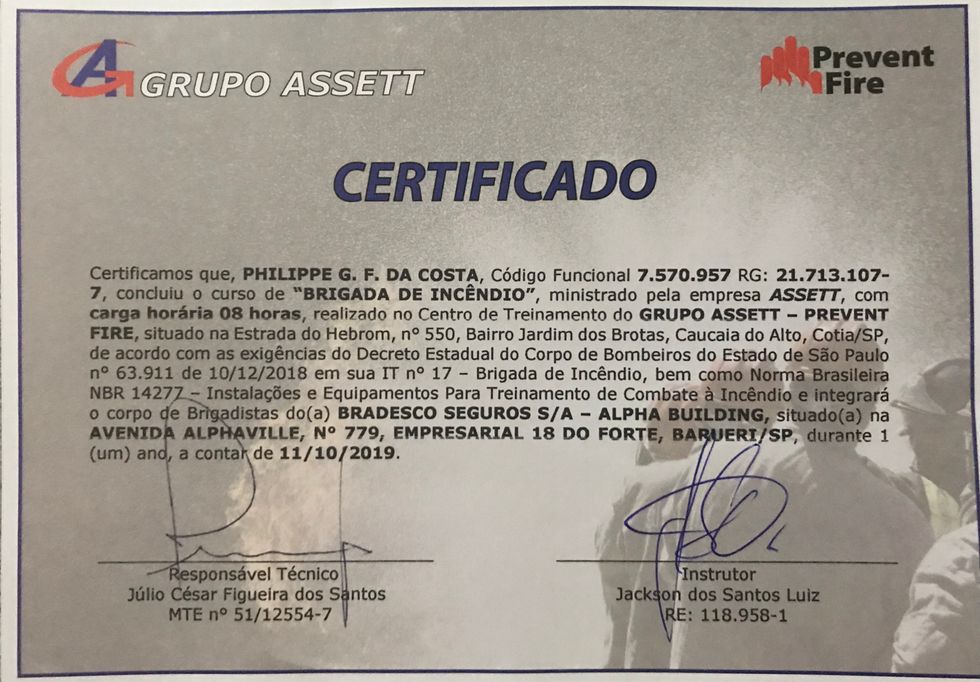 AG GRUPO ASSETT
Prevent
Fire
CERTIFICADO
Certificamos que, PHILIPPE G. F. DA COSTA, Código Funcional 7.570.957 RG: 21.713.107-
7, concluiu o curso de “BRIGADA DE INCÊNDIO”, ministrado pela empresa ASSETT, com
carga horária 08 horas, realizado no Centro de Treinamento do GRUPO ASSETT – PREVENT
FIRE, situado na Estrada do Hebrom, n° 550, Bairro Jardim dos Brotas, Caucaia do Alto, Cotia/SP,
de acordo com as exigências do Decreto Estadual do Corpo de Bombeiros do Estado de São Paulo
nº 63.911 de 10/12/2018 em sua IT nº 17 – Brigada de Incêndio, bem como Norma Brasileira
NBR 14277 – Instalações e Equipamentos Para Treinamento de Combate à Incêndio e integrará
o corpo de Brigadistas do(a) BRADESCO SEGUROS S/A – ALPHA BUILDING, situado(a) na
AVENIDA ALPHAVILLE, Nº 779, EMPRESARIAL 18 DO FORTE, BARUERI/SP, durante 1
(um) ano, a contar de 11/10/2019.
Responsável Técnico
Júlio César Figueira dos Santos
MTE nº 51/12554-7
Instrutor
Jackson dos Santos Luiz
RE: 118.958-1